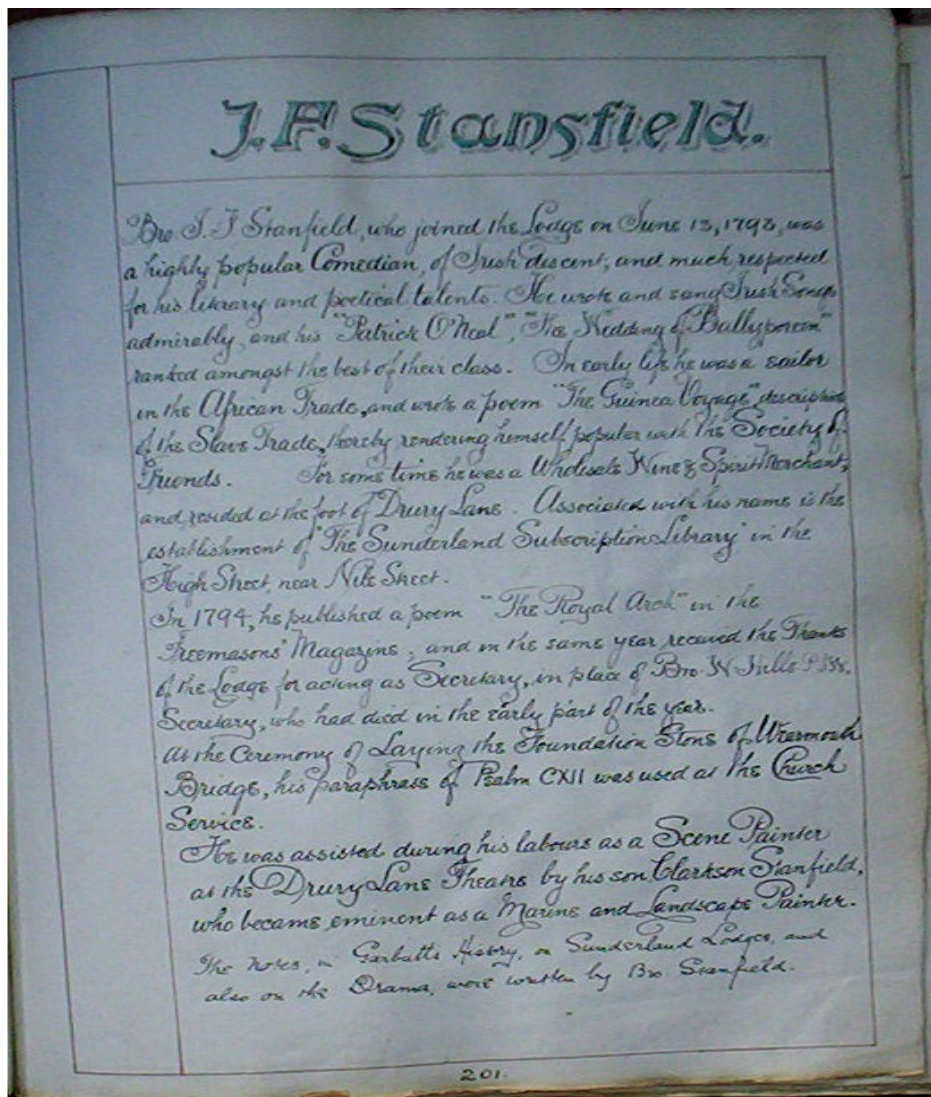 J.F. Stansfield.
Bro. J. F Stanfield, who joined the Lodge on June 13, 1793, was
a highly popular Comedian, of Irish descent, and much respected
for his literary and poetical talents. He wrote and sang Irish Songs
admirably, and his "Patrick O'Neal", "The Wedding of Ballyporeen"
ranked amongst the best of their class. In early life he was a sailor
in the African Trade, and wrote a poem "The Guinea Voyage" descriptive
of the Slave Trade, thereby rendering himself popular with the Society of
Friends. For some time he was a Wholesale Wine & Spirit Merchant,
and resided at the foot of Drury Lane. Associated with his name is the
establishment of "The Sunderland Subscription Library" in the
High Street, near Nile Street.
In 1794, he published a poem "The Royal Arch" in the
Freemasons' Magazine, and in the same year received the Thanks
of the Lodge for acting as Secretary, in place of Bro. W. Hills
Secretary, who had died in the early part of the year.
At the Ceremony of Laying the Foundation Stone of Wearmouth
Bridge, his paraphrase of Psalm CXII was used at the Church
Service.
He was assisted during his labours as a Scene Painter
at the Drury Lane Theatre by his son, Clarkson Stanfield,
who became eminent as a Marine and Landscape Painter.
The Notes, in Garbutts History, on Sunderland Lodges, and
also on the Drama, were written by Bro Stanfield.
201.